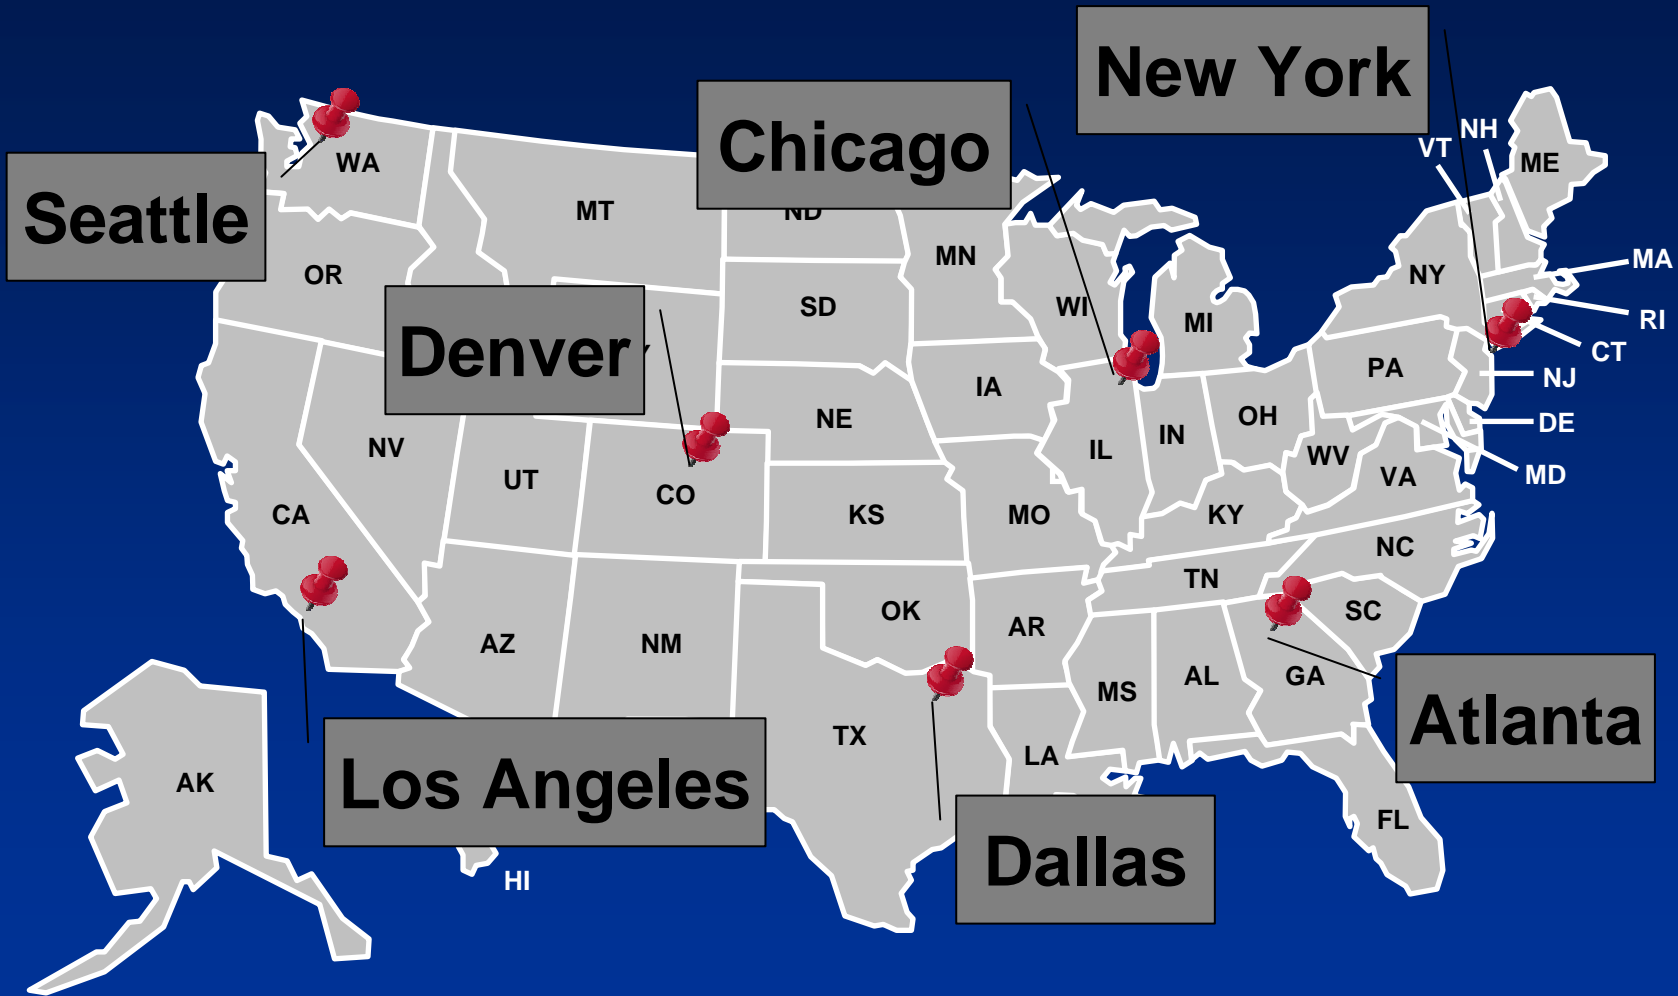 New York
Chicago
NH
VT
ME
WA
Seattle
MT
ND
MN
OR
NY
MA
WI
SD
MI
RI
Denver
CT
PA
NJ
IA
NE
OH
DE
NV
IN
IL
WV
MD
UT
CO
VA
CA
KS
MO
KY
NC
TN
OK
SC
AR
AZ
NM
GA
AL
MS
Atlanta
TX
LA
AK
Los Angeles
FL
Dallas
HI